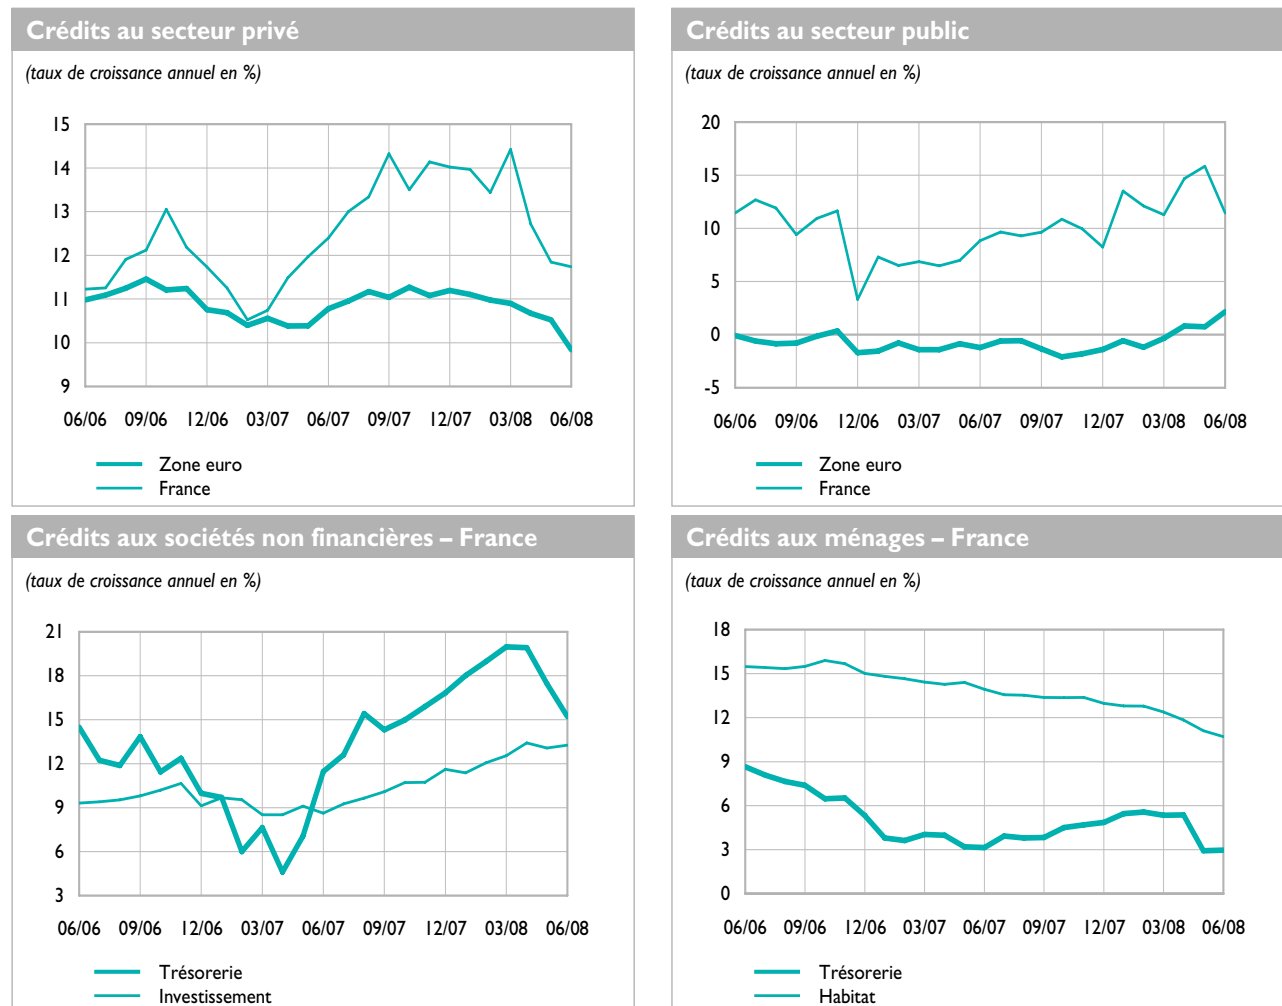 Crédits au secteur privé
(taux de croissance annuel en %)
15
14
13
12
11
10
9
06/06 09/06 12/06 03/07 06/07 09/07 12/07 03/08 06/08
Zone euro
France
Crédits au secteur public
(taux de croissance annuel en %)
20
15
10
5
0
-5
06/06 09/06 12/06 03/07 06/07 09/07 12/07 03/08 06/08
Zone euro
France
Crédits aux sociétés non financières – France
(taux de croissance annuel en %)
21
18
15
12
9
6
3
06/06 09/06 12/06 03/07 06/07 09/07 12/07 03/08 06/08
Trésorerie
Investissement
Crédits aux ménages – France
(taux de croissance annuel en %)
18
15
12
9
6
3
0
06/06 09/06 12/06 03/07 06/07 09/07 12/07 03/08 06/08
Trésorerie
Habitat